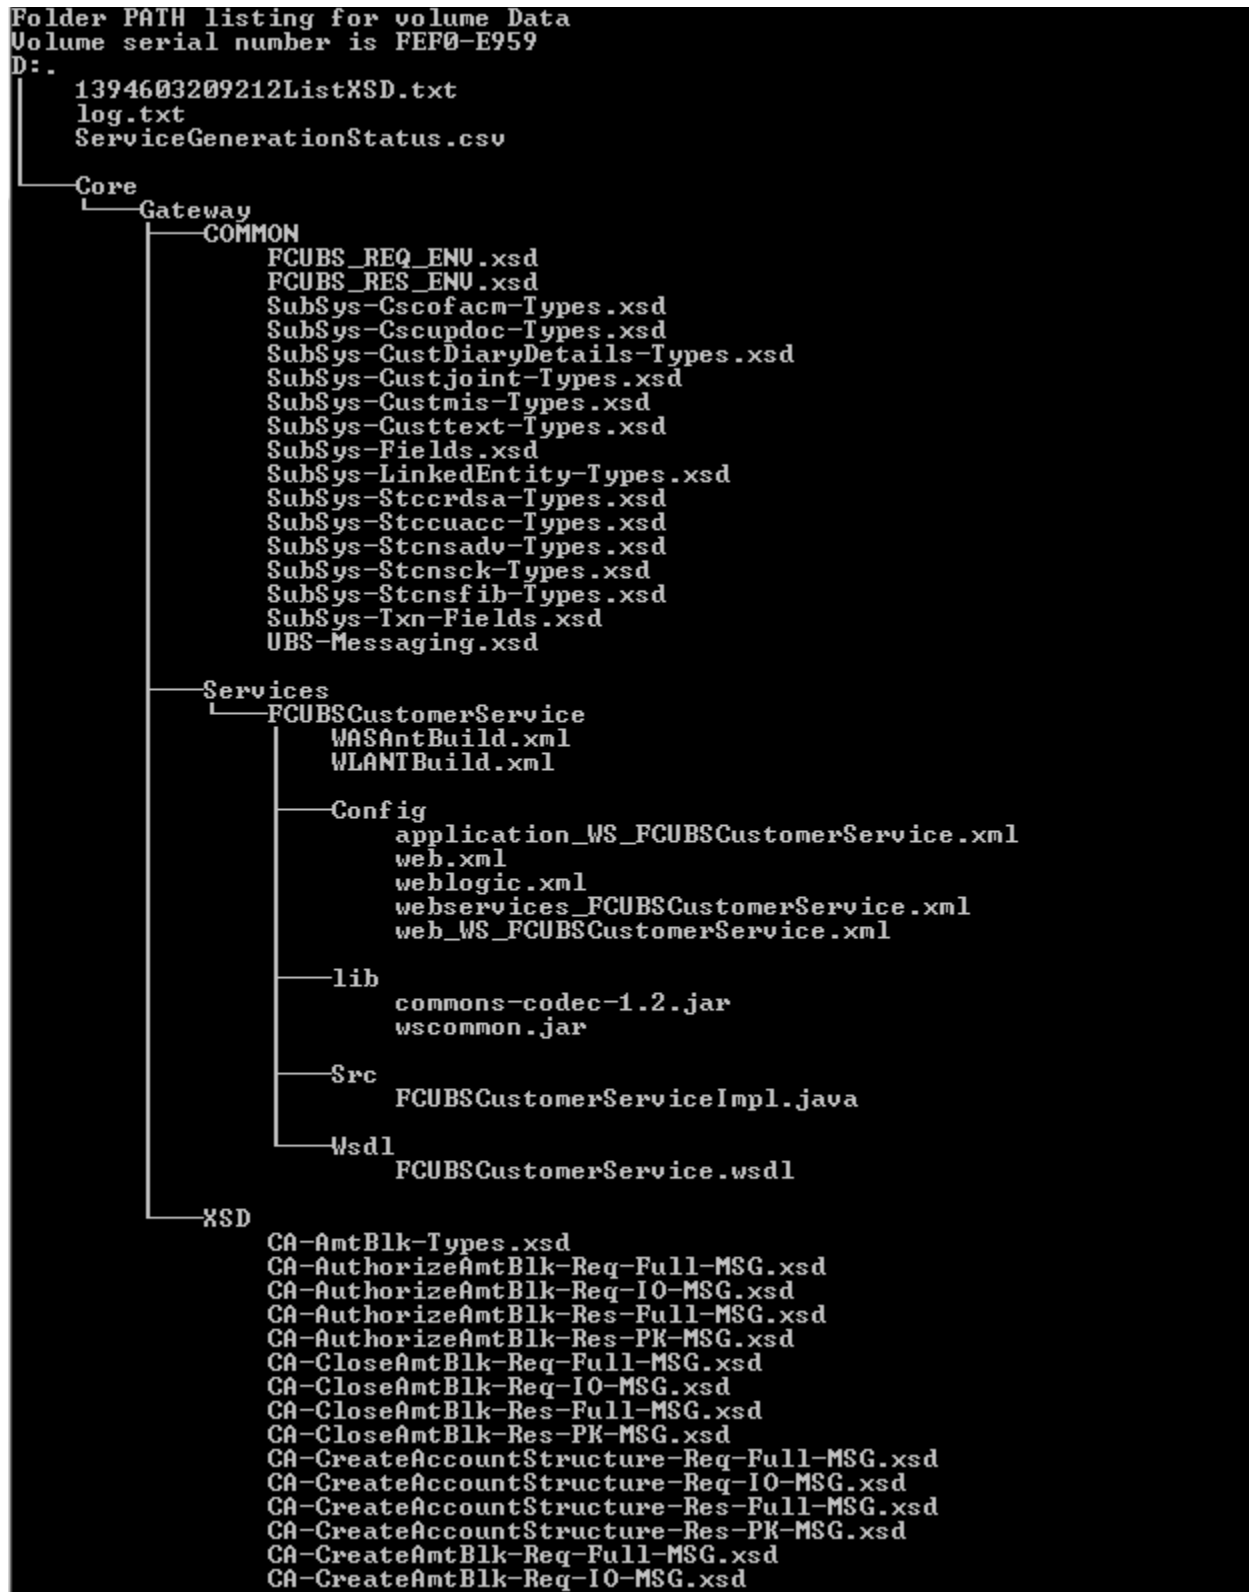 Folder PATH listing for volume Data
Volume serial number is FEF0-E959
D:.
1394603209212ListXSD.txt
log.txt
ServiceGenerationStatus.csv
Core
Gateway
COMMON
FCUBS_REQ_ENV.xsd
FCUBS_RES_ENV.xsd
SubSys-Cscofacm-Types.xsd
SubSys-Cscupdoc-Types.xsd
SubSys-CustDiaryDetails-Types.xsd
SubSys-Custjoint-Types.xsd
SubSys-Custmis-Types.xsd
SubSys-Custtext-Types.xsd
SubSys-Fields.xsd
SubSys-LinkedEntity-Types.xsd
SubSys-Stccrdsa-Types.xsd
SubSys-Stccuacc-Types.xsd
SubSys-Stcnsadv-Types.xsd
SubSys-Stcnsck-Types.xsd
SubSys-Stcnsfib-Types.xsd
SubSys-Txn-Fields.xsd
UBS-Messaging.xsd
Services
FCUBSCustomerService
WASAntBuild.xml
WLANTBuild.xml
Config
application_WS_FCUBSCustomerService.xml
web.xml
weblogic.xml
webservices_FCUBSCustomerService.xml
web_WS_FCUBSCustomerService.xml
lib
commons-codec-1.2.jar
wscommon.jar
Src
FCUBSCustomerServiceImpl.java
Wsdl
FCUBSCustomerService.wsdl
XSD
CA-AmtBlk-Types.xsd
CA-AuthorizeAmtBlk-Req-Full-MSG.xsd
CA-AuthorizeAmtBlk-Req-IO-MSG.xsd
CA-AuthorizeAmtBlk-Res-Full-MSG.xsd
CA-AuthorizeAmtBlk-Res-PK-MSG.xsd
CA-CloseAmtBlk-Req-Full-MSG.xsd
CA-CloseAmtBlk-Req-IO-MSG.xsd
CA-CloseAmtBlk-Res-Full-MSG.xsd
CA-CloseAmtBlk-Res-PK-MSG.xsd
CA-CreateAccountStructure-Req-Full-MSG.xsd
CA-CreateAccountStructure-Req-IO-MSG.xsd
CA-CreateAccountStructure-Res-Full-MSG.xsd
CA-CreateAccountStructure-Res-PK-MSG.xsd
CA-CreateAmtBlk-Req-Full-MSG.xsd
CA-CreateAmtBlk-Req-IO-MSG.xsd